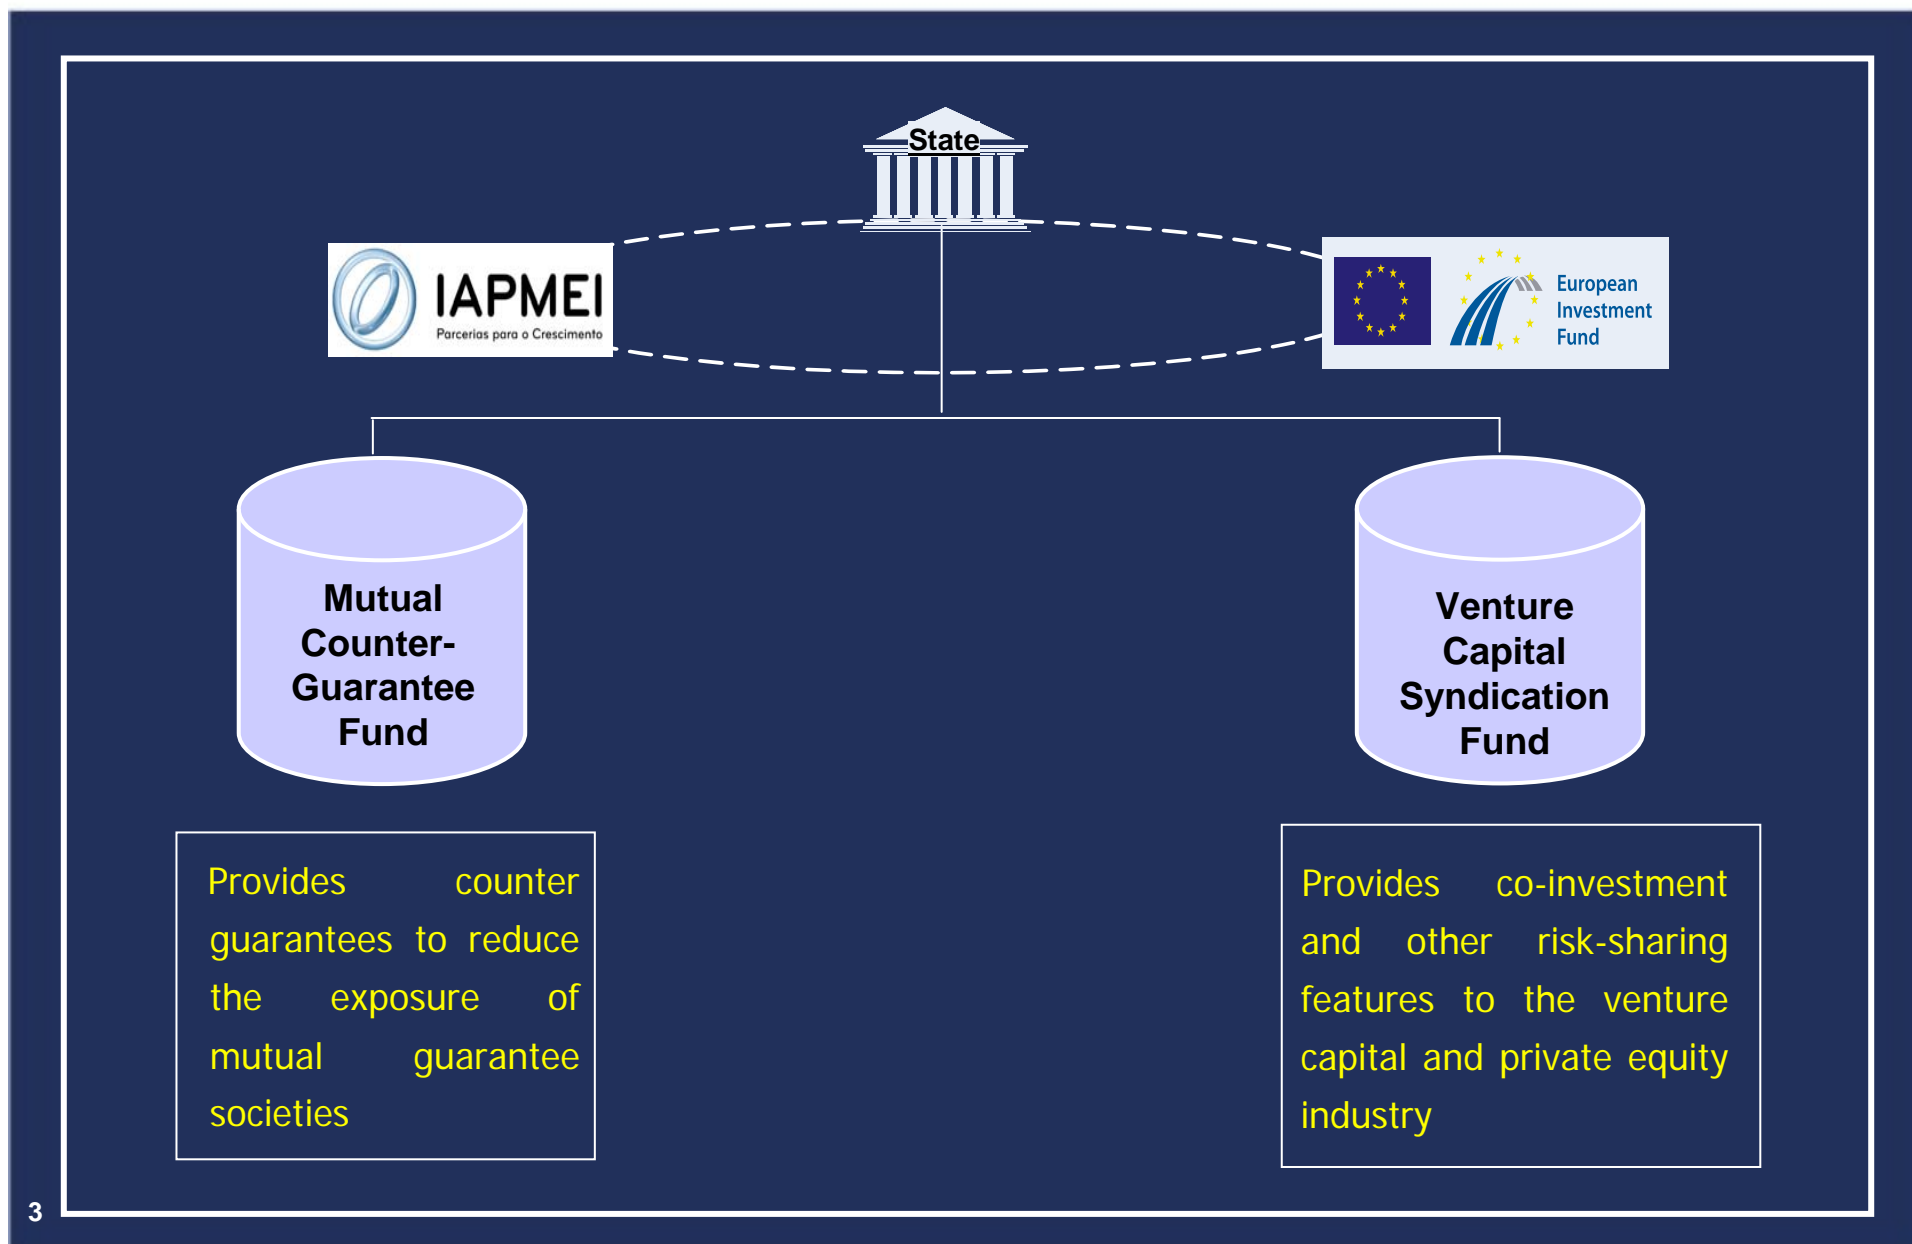 State
IAPMEI
Parcerias para o Crescimento
European
Investment
Fund
Mutual
Counter-
Guarantee
Fund
Venture
Capital
Syndication
Fund
Provides counter
guarantees to reduce
the exposure of
mutual guarantee
societies
Provides co-investment
and other risk-sharing
features to the venture
capital and private equity
industry
3